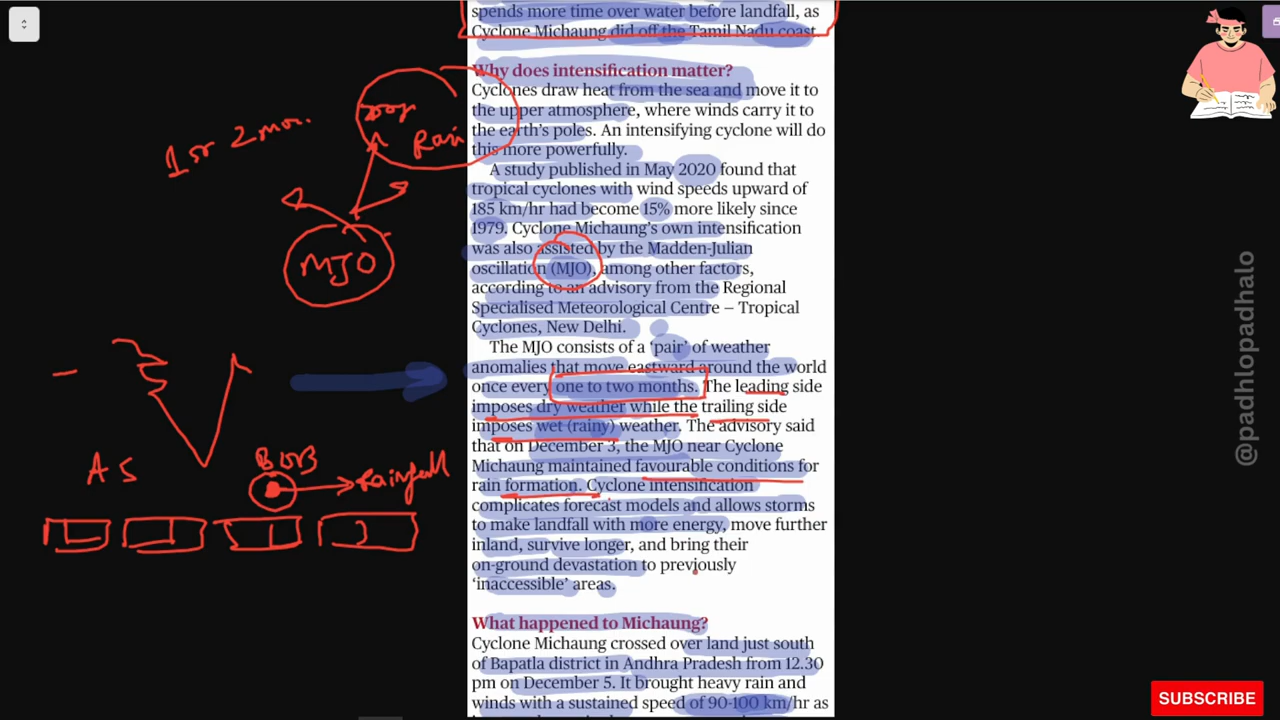 spends more time over water before landfall, as
Cyclone Michaung did off the Tamil Nadu coast.
Why does intensification matter?
Cyclones draw heat from the sea and move it to
the upper atmosphere, where winds carry it to
the earth's poles. An intensifying cyclone will do
this more powerfully.
A study published in May 2020 found that
tropical cyclones with wind speeds upward of
185 km/hr had become 15% more likely since
1979. Cyclone Michaung's own intensification
was also assisted by the Madden-Julian
oscillation (MJO), among other factors,
according to an advisory from the Regional
Specialised Meteorological Centre – Tropical
Cyclones, New Delhi.
The MJO consists of a 'pair' of weather
anomalies that move eastward around the world
once every one to two months. The leading side
imposes dry weather while the trailing side
imposes wet (rainy) weather. The advisory said
that on December 3, the MJO near Cyclone
Michaung maintained favourable conditions for
rain formation. Cyclone intensification
complicates forecast models and allows storms
to make landfall with more energy, move further
inland, survive longer, and bring their
on-ground devastation to previously
'inaccessible' areas.
What happened to Michaung?
Cyclone Michaung crossed over land just south
of Bapatla district in Andhra Pradesh from 12.30
pm on December 5. It brought heavy rain and
winds with a sustained speed of 90-100 km/hr as
1 or 2 mon.
Rain
MJO
AS
BOB
Rainfall
@padhlopadhalo
SUBSCRIBE